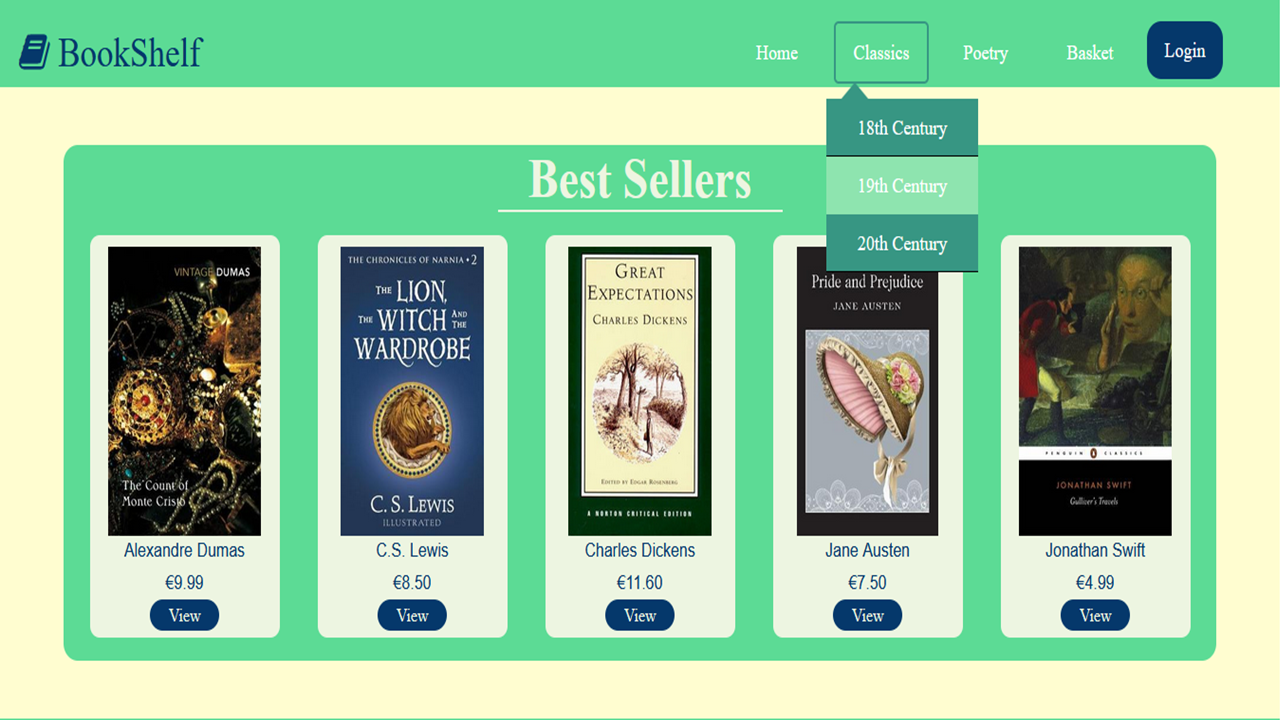 BookShelf
Home
Classics
Poetry
Basket
Login
18th Century
19th Century
20th Century
Best Sellers
VINTAGE DUMAS
The Count of
Monte Cristo
Alexandre Dumas
€9.99
View
THE CHRONICLES OF NARNIA • 2
THE LION,
THE WITCH AND THE
WARDROBE
C. S. LEWIS
ILLUSTRATED
C.S. Lewis
€8.50
View
GREAT
EXPECTATIONS
CHARLES DICKENS
EDITED BY EDGAR ROSENBERG
A NORTON CRITICAL EDITION
Charles Dickens
€11.60
View
Pride and Prejudice
JANE AUSTEN
Jane Austen
€7.50
View
PENGUIN CLASSICS
JONATHAN SWIFT
Gulliver's Travels
Jonathan Swift
€4.99
View